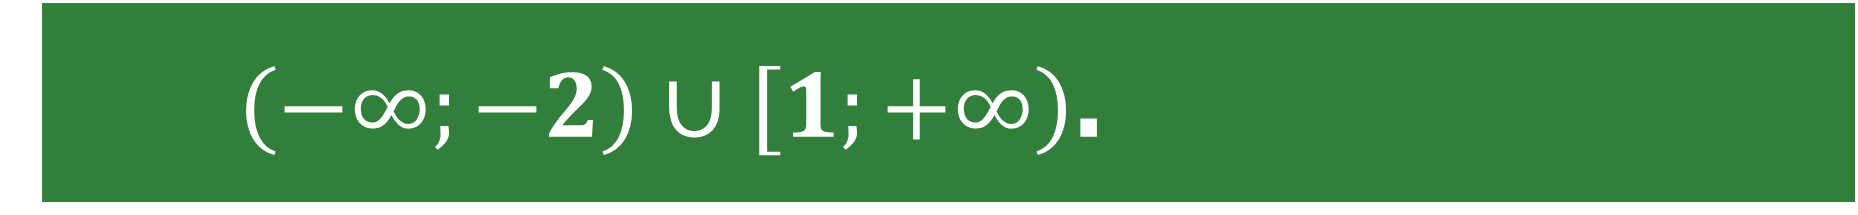 (−∞; −2) ∪ [1; +∞).